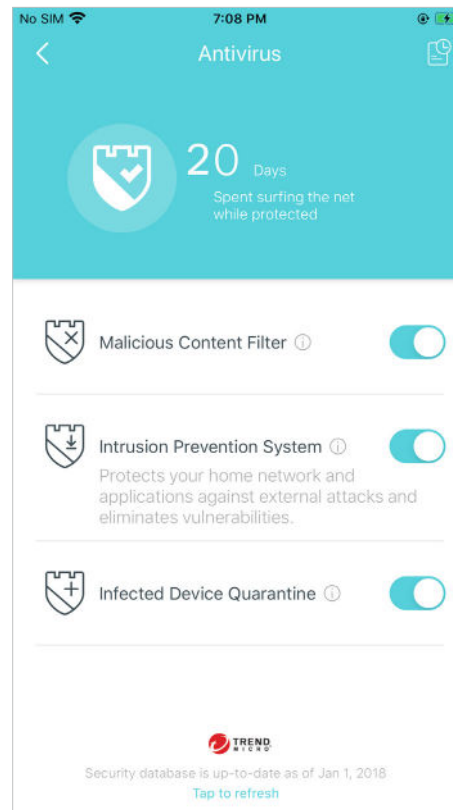 No SIM 7:08 PM
Antivirus
20 Days
Spent surfing the net
while protected
Malicious Content Filter
Intrusion Prevention System
Protects your home network and
applications against external attacks and
eliminates vulnerabilities.
Infected Device Quarantine
TREND
MICRO
Security database is up-to-date as of Jan 1, 2018
Tap to refresh